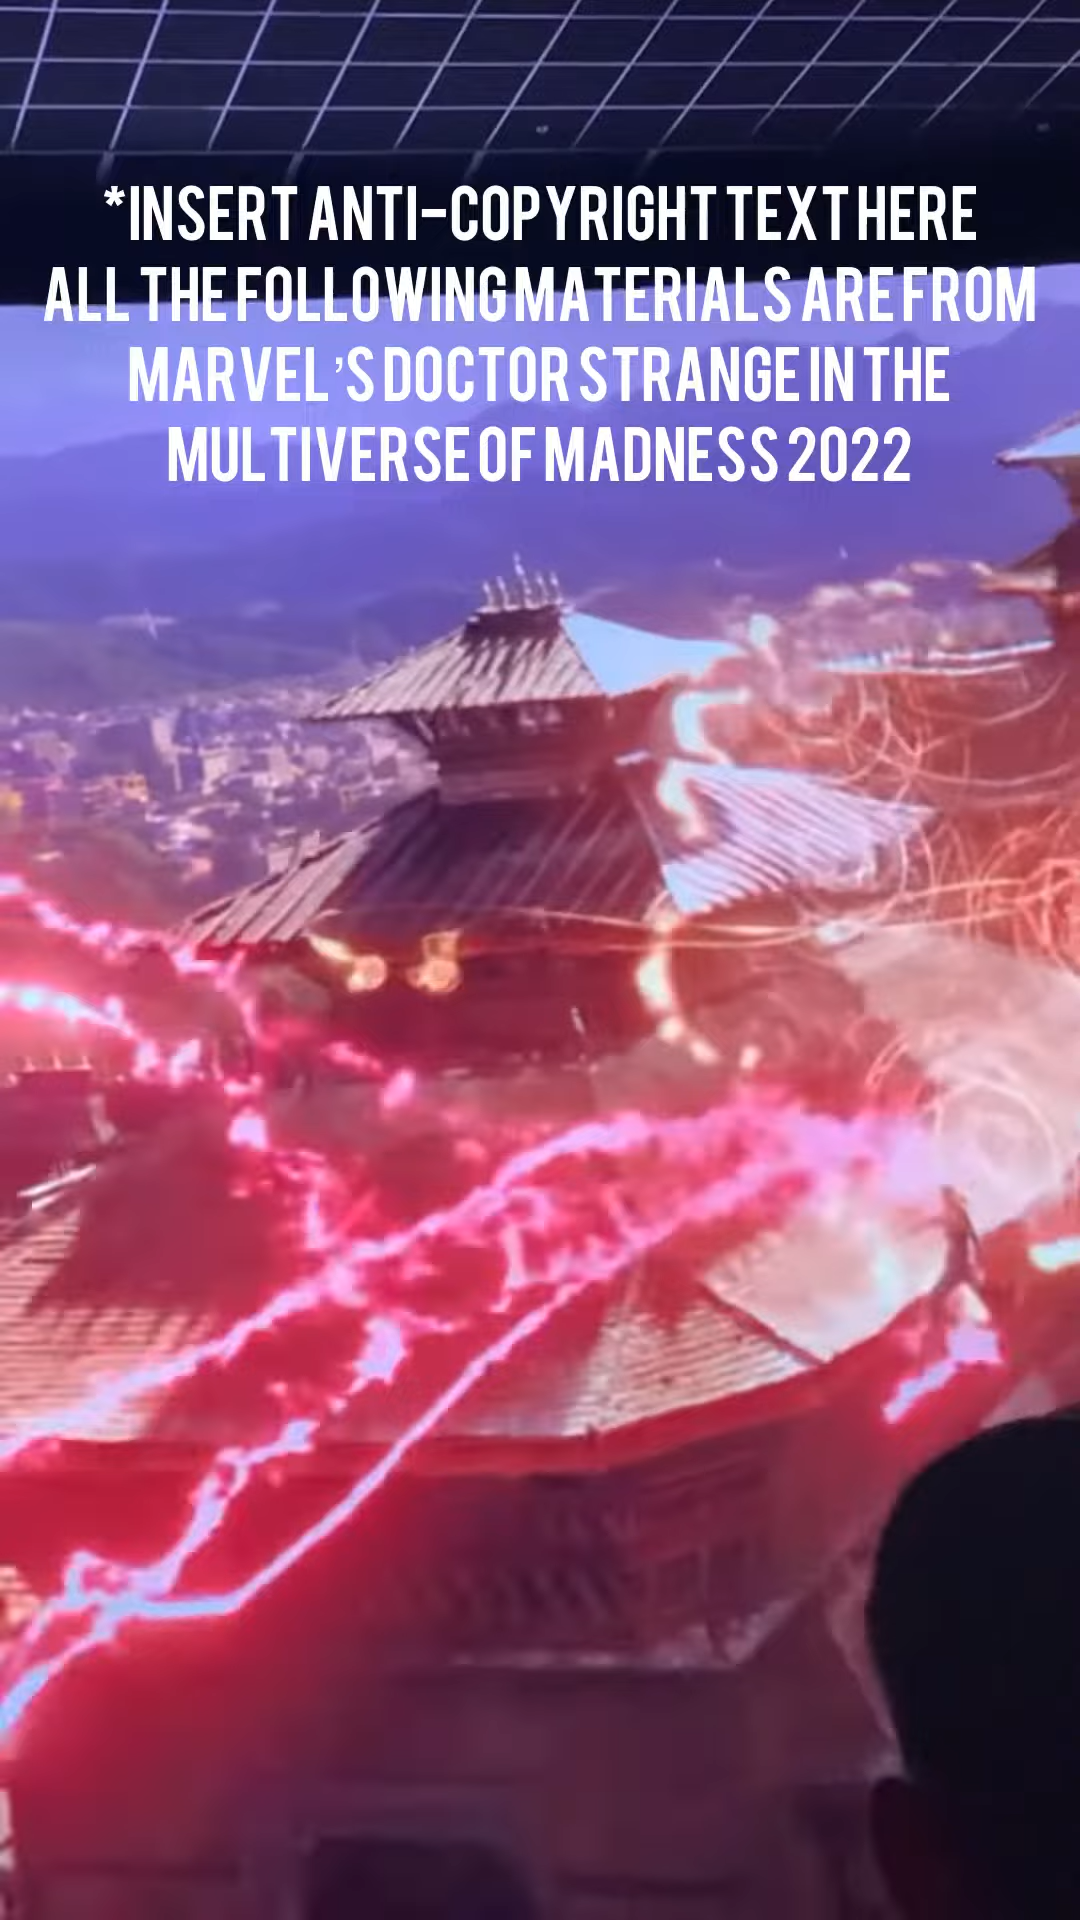 *INSERT ANTI-COPYRIGHT TEXT HERE
ALL THE FOLLOWING MATERIALS ARE FROM
MARVEL'S DOCTOR STRANGE IN THE
MULTIVERSE OF MADNESS 2022